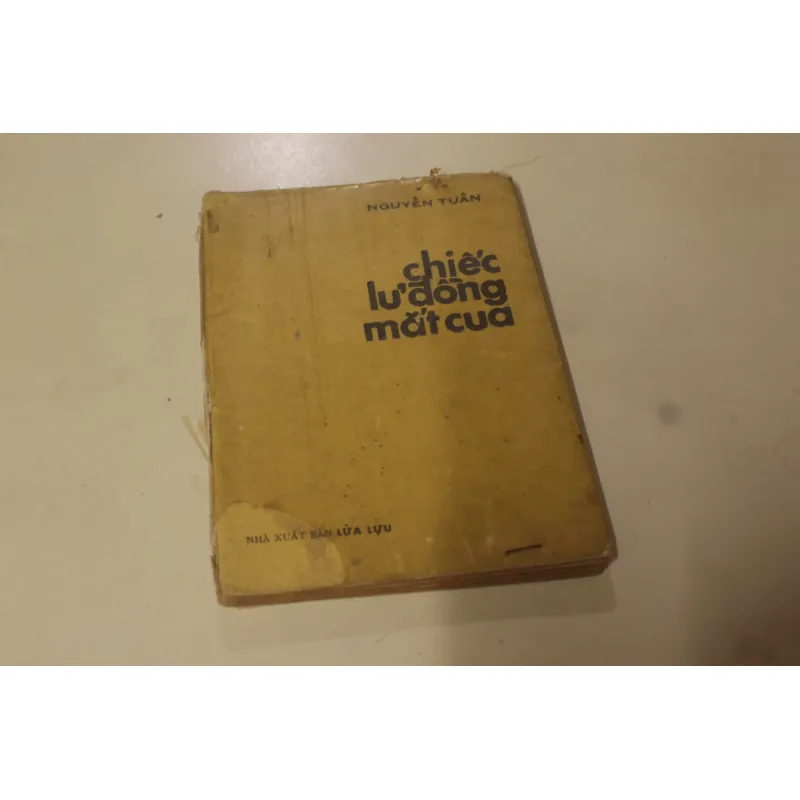 NGUYỄN TUÂN
chiếc
lư đồng
mắt cua
NHÀ XUẤT BẢN LỬA LỰU